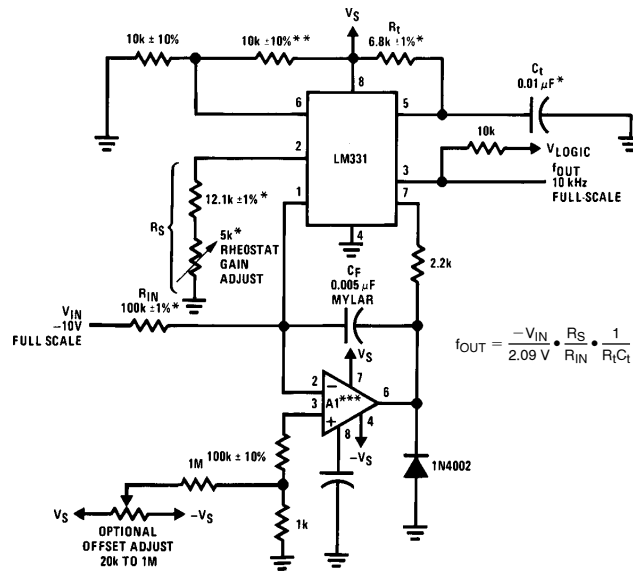 VS
10k ± 10%
10k ±10%**
Rt
6.8k ±1%*
Ct
0.01 µF*
8
6
5
LM331
2
3
1
7
4
10k
VLOGIC
fOUT
10 kHz
FULL-SCALE
RS
12.1k ±1%*
5k*
RHEOSTAT
GAIN
ADJUST
2.2k
CF
0.005 µF
MYLAR
VIN
−10V
FULL SCALE
RIN
100k ±1%*
fOUT = −VIN / 2.09 V • RS / RIN • 1 / RtCt
VS
7
2
−
6
A1***
3
+
4
8
−VS
100k ± 10%
1M
1k
1N4002
VS
−VS
OPTIONAL
OFFSET ADJUST
20k TO 1M